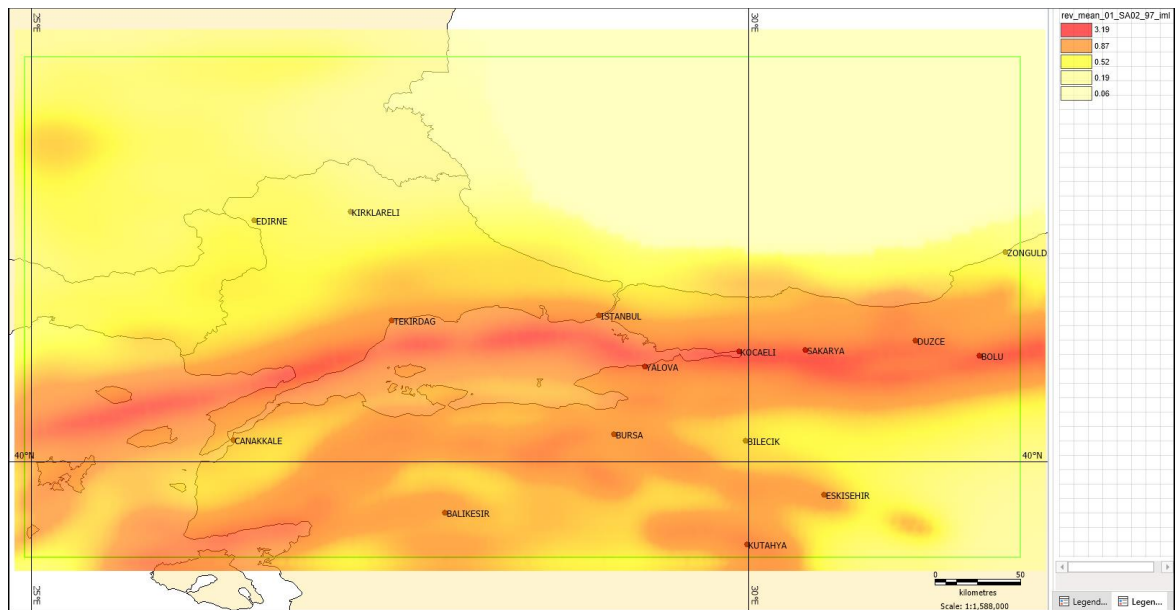 25°E
30°E
rev_mean_01_SA02_97_iml
3.19
0.87
0.52
0.19
0.06
EDIRNE
KIRKLARELI
ZONGULD
TEKIRDAG
ISTANBUL
KOCAELI
SAKARYA
DUZCE
BOLU
YALOVA
CANAKKALE
BURSA
BILECIK
40°N
40°N
ESKISEHIR
BALIKESIR
KUTAHYA
0
50
kilometres
Scale: 1:1,588,000
25°E
30°E
Legend...
Legen...